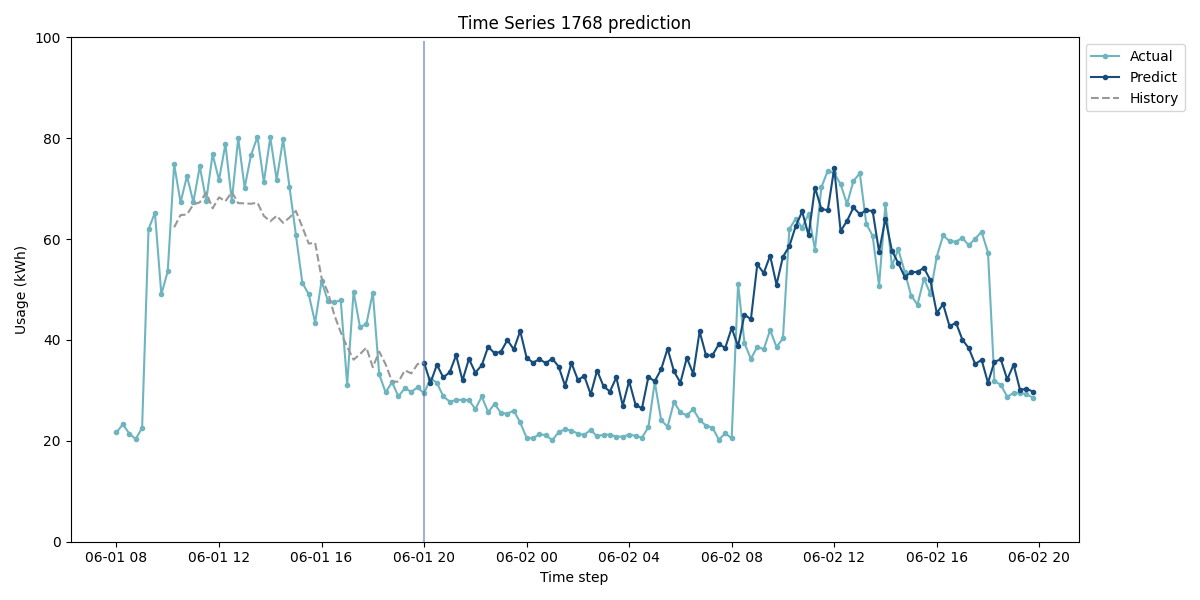 Time Series 1768 prediction
100
80
60
40
20
0
Usage (kWh)
06-01 08
06-01 12
06-01 16
06-01 20
06-02 00
06-02 04
06-02 08
06-02 12
06-02 16
06-02 20
Time step
Actual
Predict
History